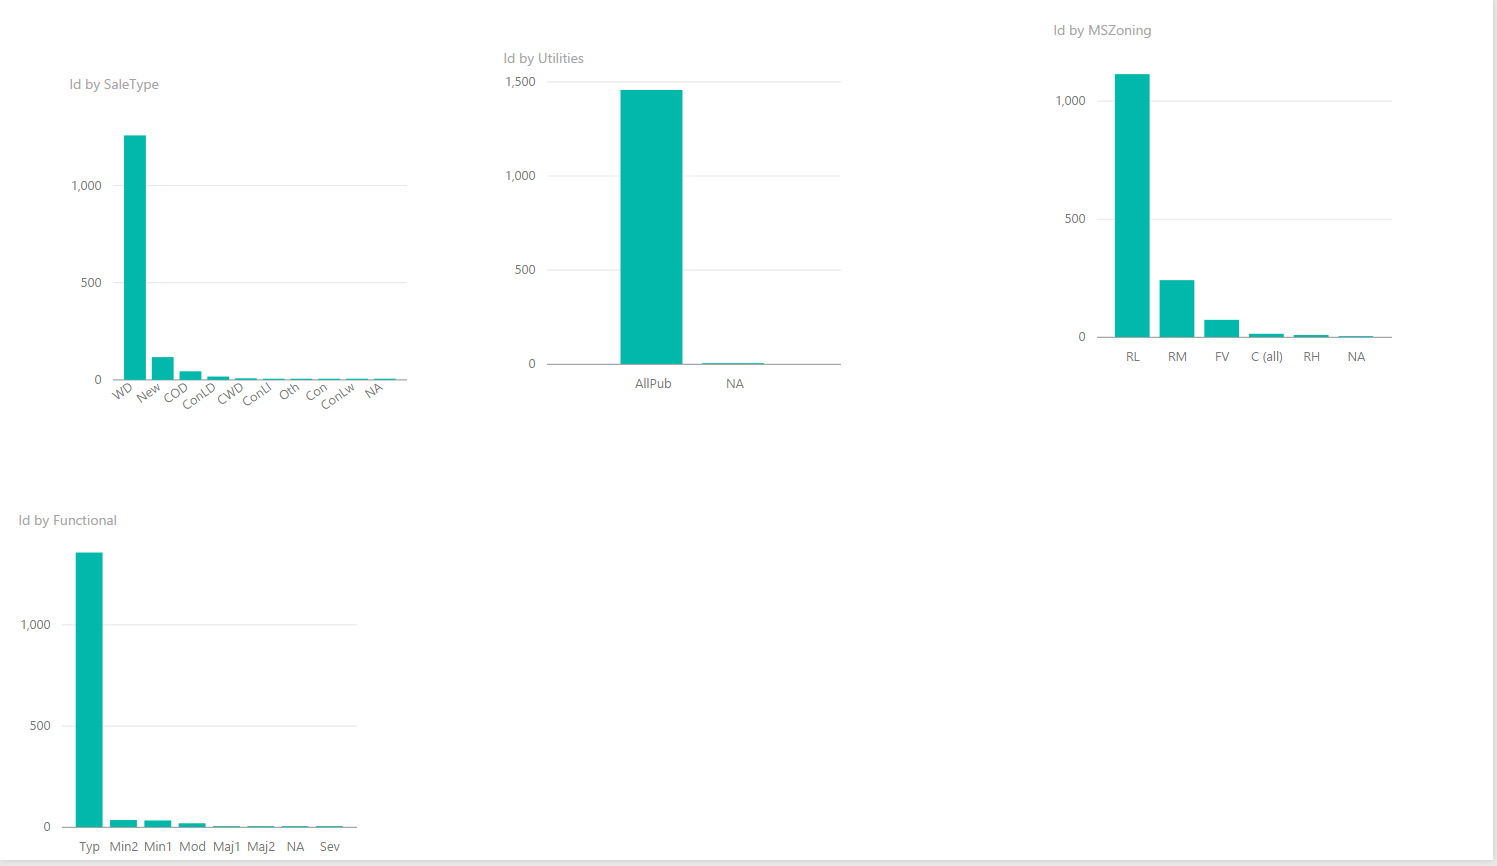 Id by SaleType
1,000
500
0
WD New COD ConLD CWD ConLI Oth Con ConLw NA
Id by Utilities
1,500
1,000
500
0
AllPub NA
Id by MSZoning
1,000
500
0
RL RM FV C (all) RH NA
Id by Functional
1,000
500
0
Typ Min2 Min1 Mod Maj1 Maj2 NA Sev